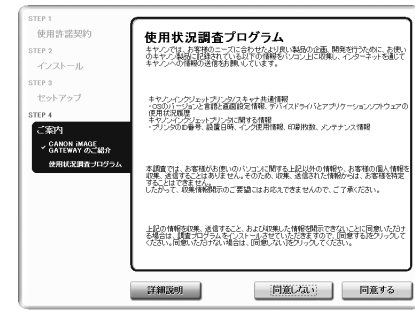 STEP 1
使用許諾契約
STEP 2
インストール
STEP 3
セットアップ
STEP 4
ご案内
CANON iMAGE
GATEWAY のご紹介
使用状況調査プログラム
使用状況調査プログラム
キヤノンでは、お客様のニーズに合わせたより良い製品の企画、開発を行うために、お使い
のキヤノン製品に記録されている以下の情報をパソコン上に収集し、インターネットを通じて
キヤノンへの情報の送信をお願いしています。
キヤノンインクジェットプリンタ/スキャナ共通情報
・OSのバージョンと言語と画面設定情報、デバイスドライバとアプリケーションソフトウェアの
使用状況履歴
キヤノンインクジェットプリンタに関する情報
・プリンタのID番号、設置日時、インク使用情報、印刷枚数、メンテナンス情報
本調査では、お客様がお使いのパソコンに関する上記以外の情報や、お客様の個人情報を
収集、送信することはありません。そのため、収集、送信された情報からは、お客様を特定
することはできません。
したがって、収集情報開示のご要望にはお応えできませんので、ご了承ください。
上記の情報を収集、送信すること、および収集した情報を開示できないことに同意いただけ
る場合は、調査プログラムをインストールさせていただきますので、[同意する]をクリックして
ください。同意いただけない場合は、[同意しない]をクリックしてください。
詳細説明
同意しない
同意する